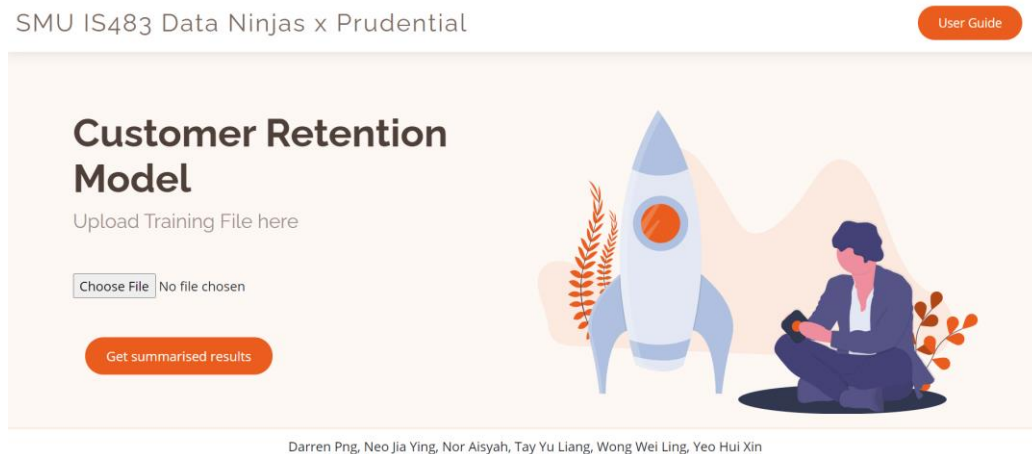 SMU IS483 Data Ninjas x Prudential
User Guide
Customer Retention
Model
Upload Training File here
Choose File No file chosen
Get summarised results
Darren Png, Neo Jia Ying, Nor Aisyah, Tay Yu Liang, Wong Wei Ling, Yeo Hui Xin